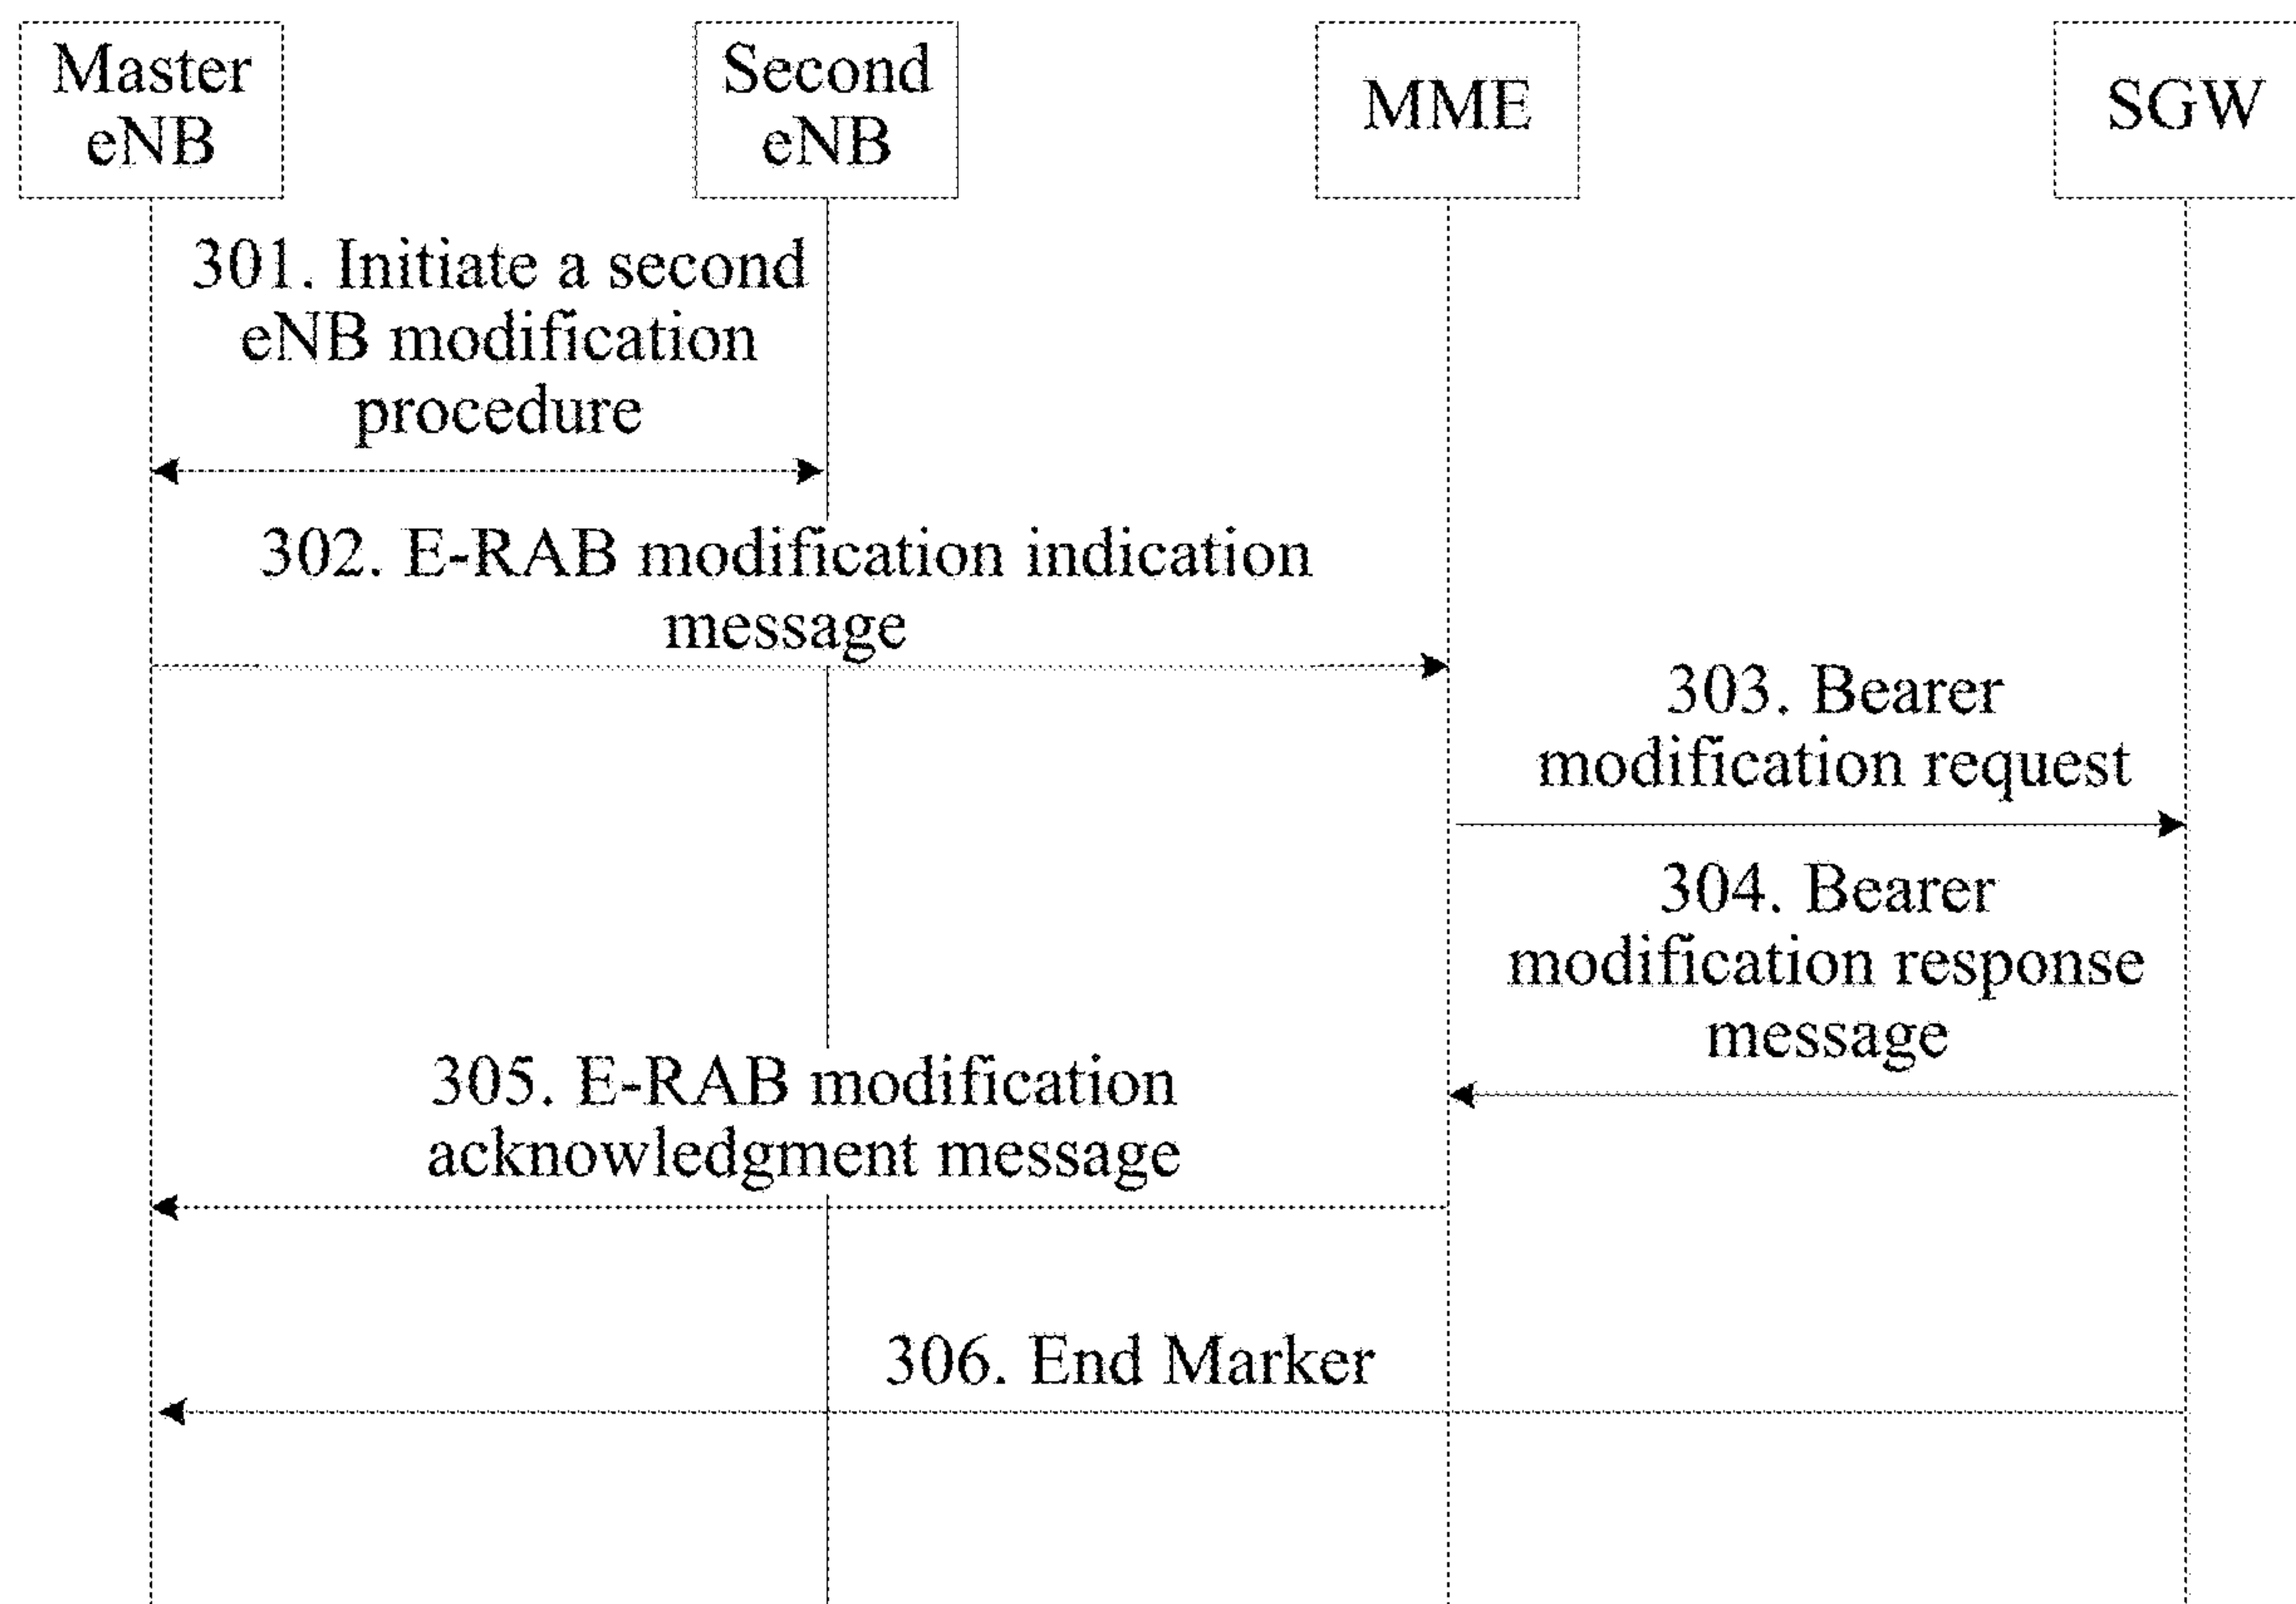 Master
eNB
Second
eNB
MME
SGW
301. Initiate a second
eNB modification
procedure
302. E-RAB modification indication
message
303. Bearer
modification request
304. Bearer
modification response
message
305. E-RAB modification
acknowledgment message
306. End Marker